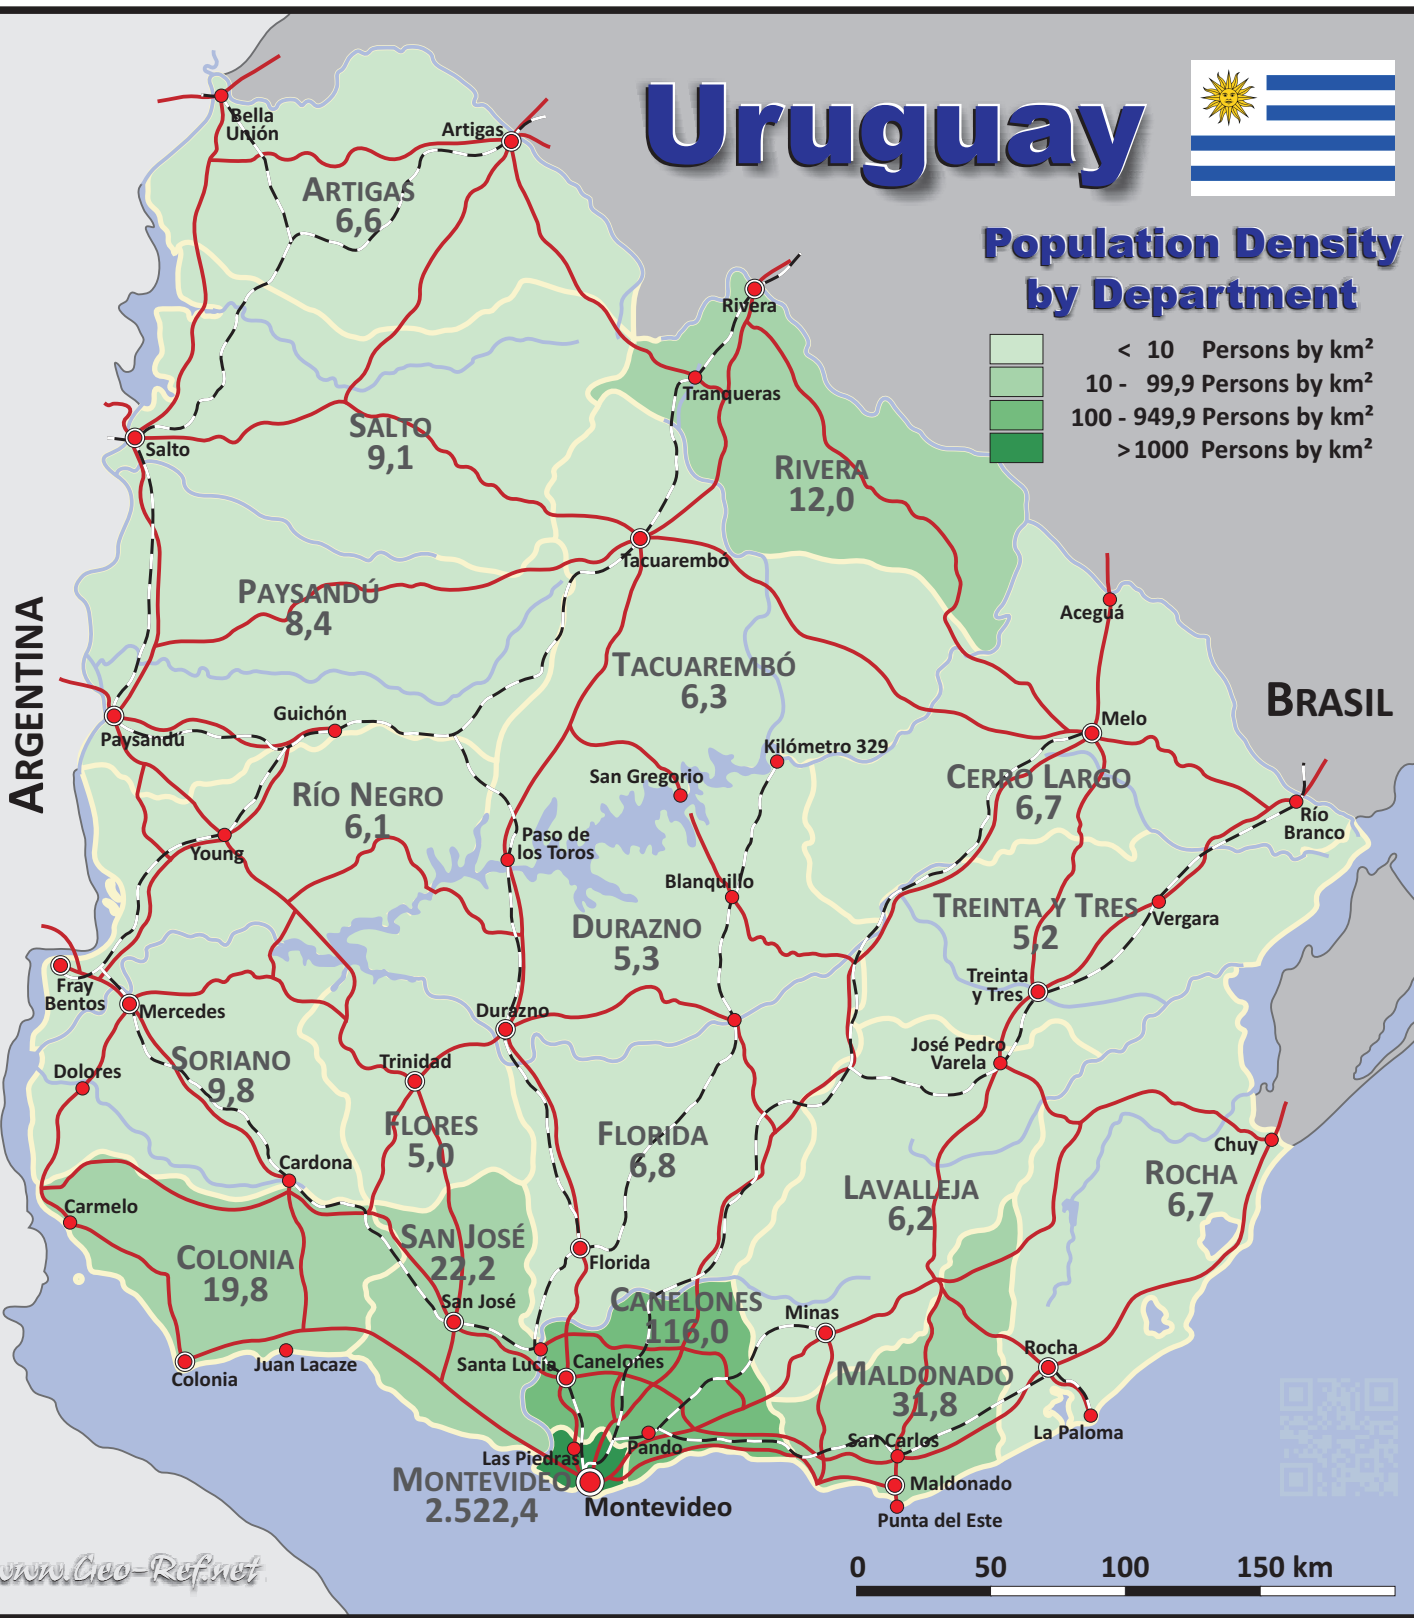 Uruguay
Population Density
by Department
< 10 Persons by km²
10 - 99,9 Persons by km²
100 - 949,9 Persons by km²
>1000 Persons by km²
Bella
Unión
Artigas
ARTIGAS
6,6
Rivera
Tranqueras
Salto
SALTO
9,1
RIVERA
12,0
Tacuarembó
PAYSANDÚ
8,4
Aceguá
ARGENTINA
TACUAREMBÓ
6,3
BRASIL
Paysandú
Guichón
Melo
Kilómetro 329
San Gregorio
CERRO LARGO
6,7
RÍO NEGRO
6,1
Río
Branco
Young
Paso de
los Toros
Blanquillo
TREINTA Y TRES
5,2
Vergara
DURAZNO
5,3
Fray
Bentos
Mercedes
Treinta
y Tres
Durazno
José Pedro
Varela
Dolores
SORIANO
9,8
Trinidad
FLORES
5,0
FLORIDA
6,8
Chuy
ROCHA
6,7
Cardona
LAVALLEJA
6,2
Carmelo
COLONIA
19,8
SAN JOSÉ
22,2
Florida
San José
CANELONES
116,0
Minas
Colonia
Juan Lacaze
Santa Lucía
Canelones
Rocha
MALDONADO
31,8
La Paloma
Las Piedras
Pando
San Carlos
MONTEVIDEO
2.522,4
Montevideo
Maldonado
Punta del Este
www.Geo-Ref.net
0 50 100 150 km